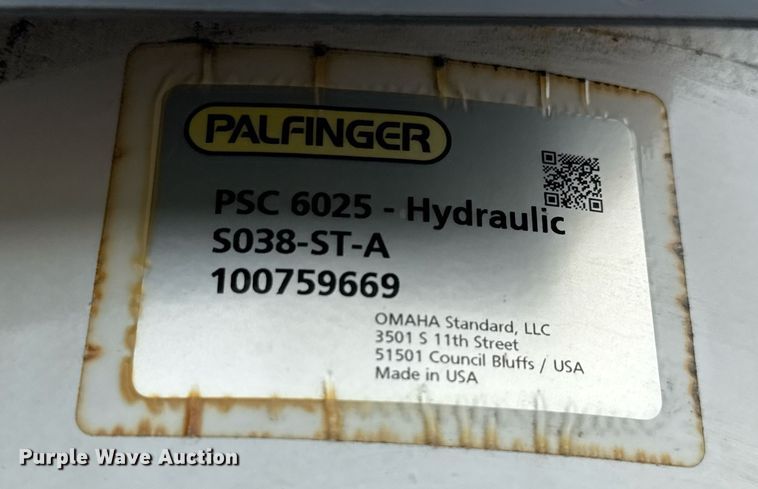 PALFINGER
PSC 6025 - Hydraulic
S038-ST-A
100759669
OMAHA Standard, LLC
3501 S 11th Street
51501 Council Bluffs / USA
Made in USA
Purple Wave Auction